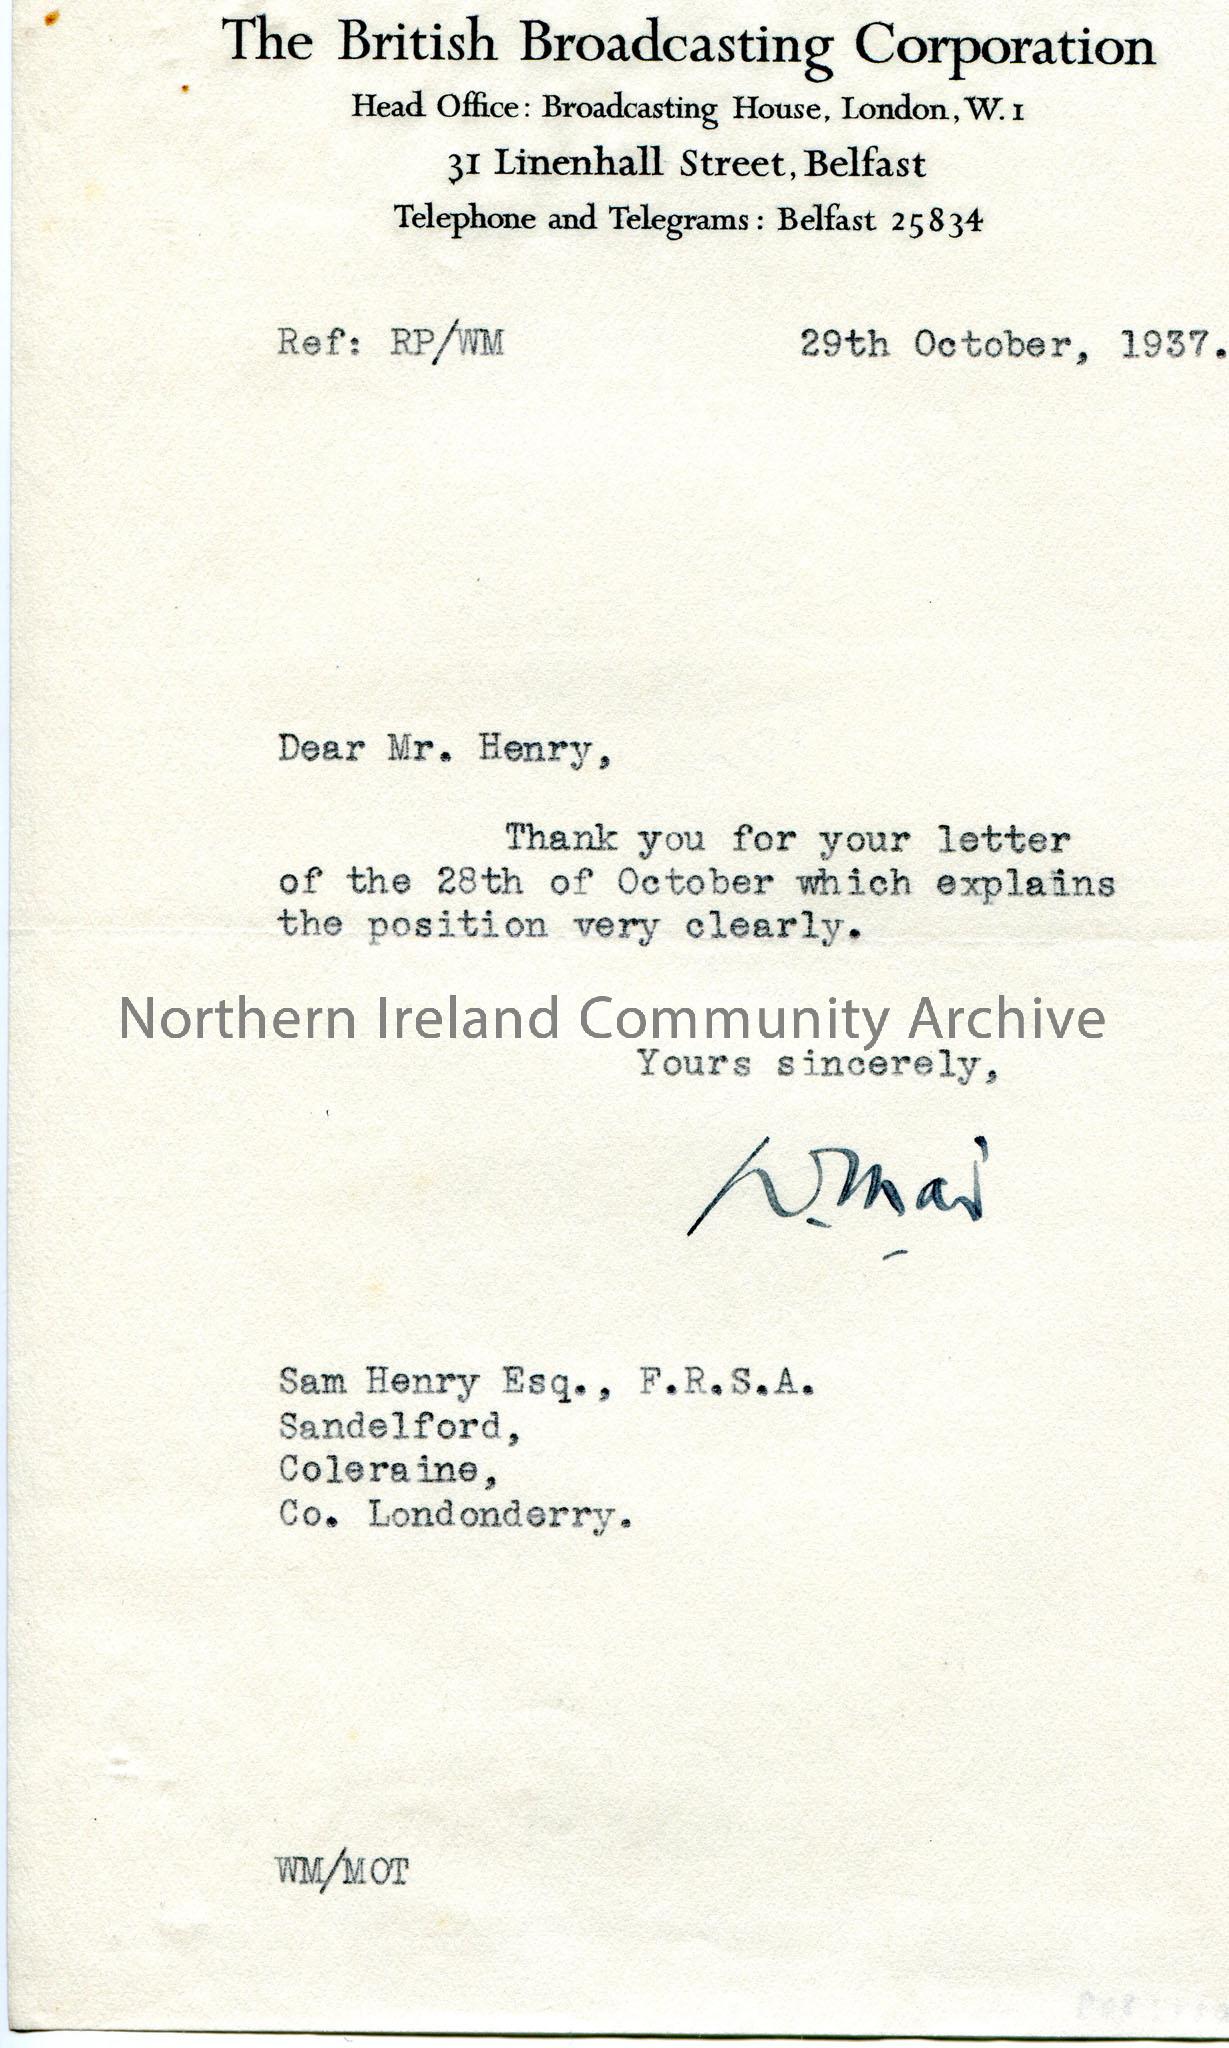 The British Broadcasting Corporation
Head Office: Broadcasting House, London, W. 1
31 Linenhall Street, Belfast
Telephone and Telegrams: Belfast 25834
Ref: RP/WM 29th October, 1937.
Dear Mr. Henry,
Thank you for your letter
of the 28th of October which explains
the position very clearly.
Northern Ireland Community Archive
Yours sincerely,
Sam Henry Esq., F.R.S.A.
Sandelford,
Coleraine,
Co. Londonderry.
WM/MOT